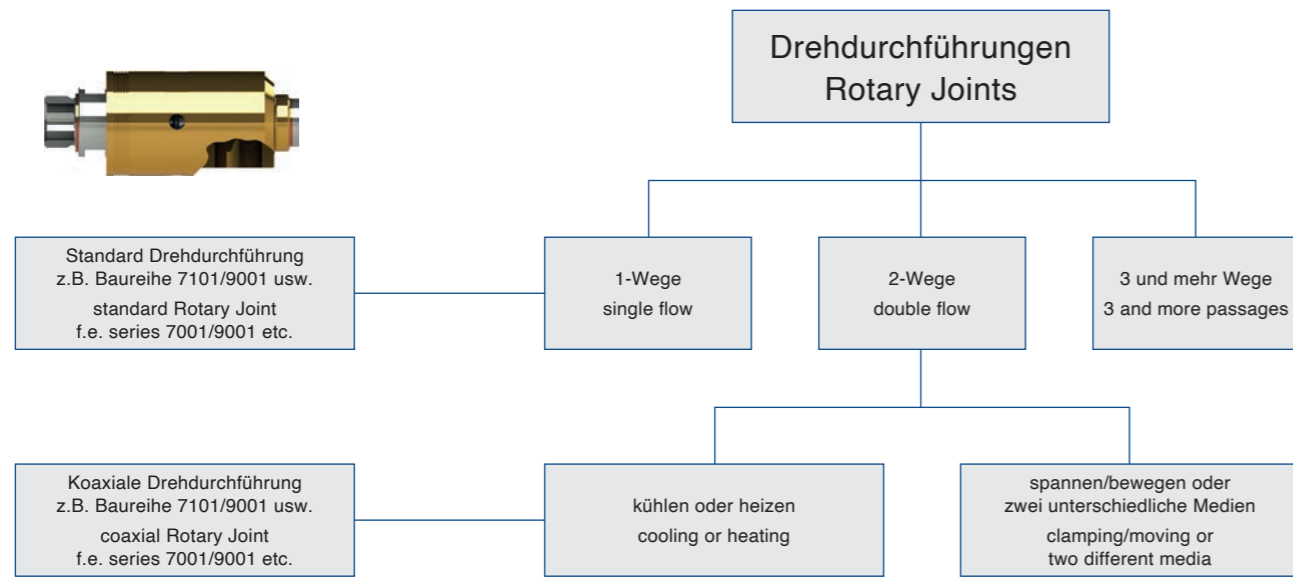 Drehdurchführungen
Rotary Joints
Standard Drehdurchführung
z.B. Baureihe 7101/9001 usw.
standard Rotary Joint
f.e. series 7001/9001 etc.
1-Wege
single flow
2-Wege
double flow
3 und mehr Wege
3 and more passages
Koaxiale Drehdurchführung
z.B. Baureihe 7101/9001 usw.
coaxial Rotary Joint
f.e. series 7001/9001 etc.
kühlen oder heizen
cooling or heating
spannen/bewegen oder
zwei unterschiedliche Medien
clamping/moving or
two different media